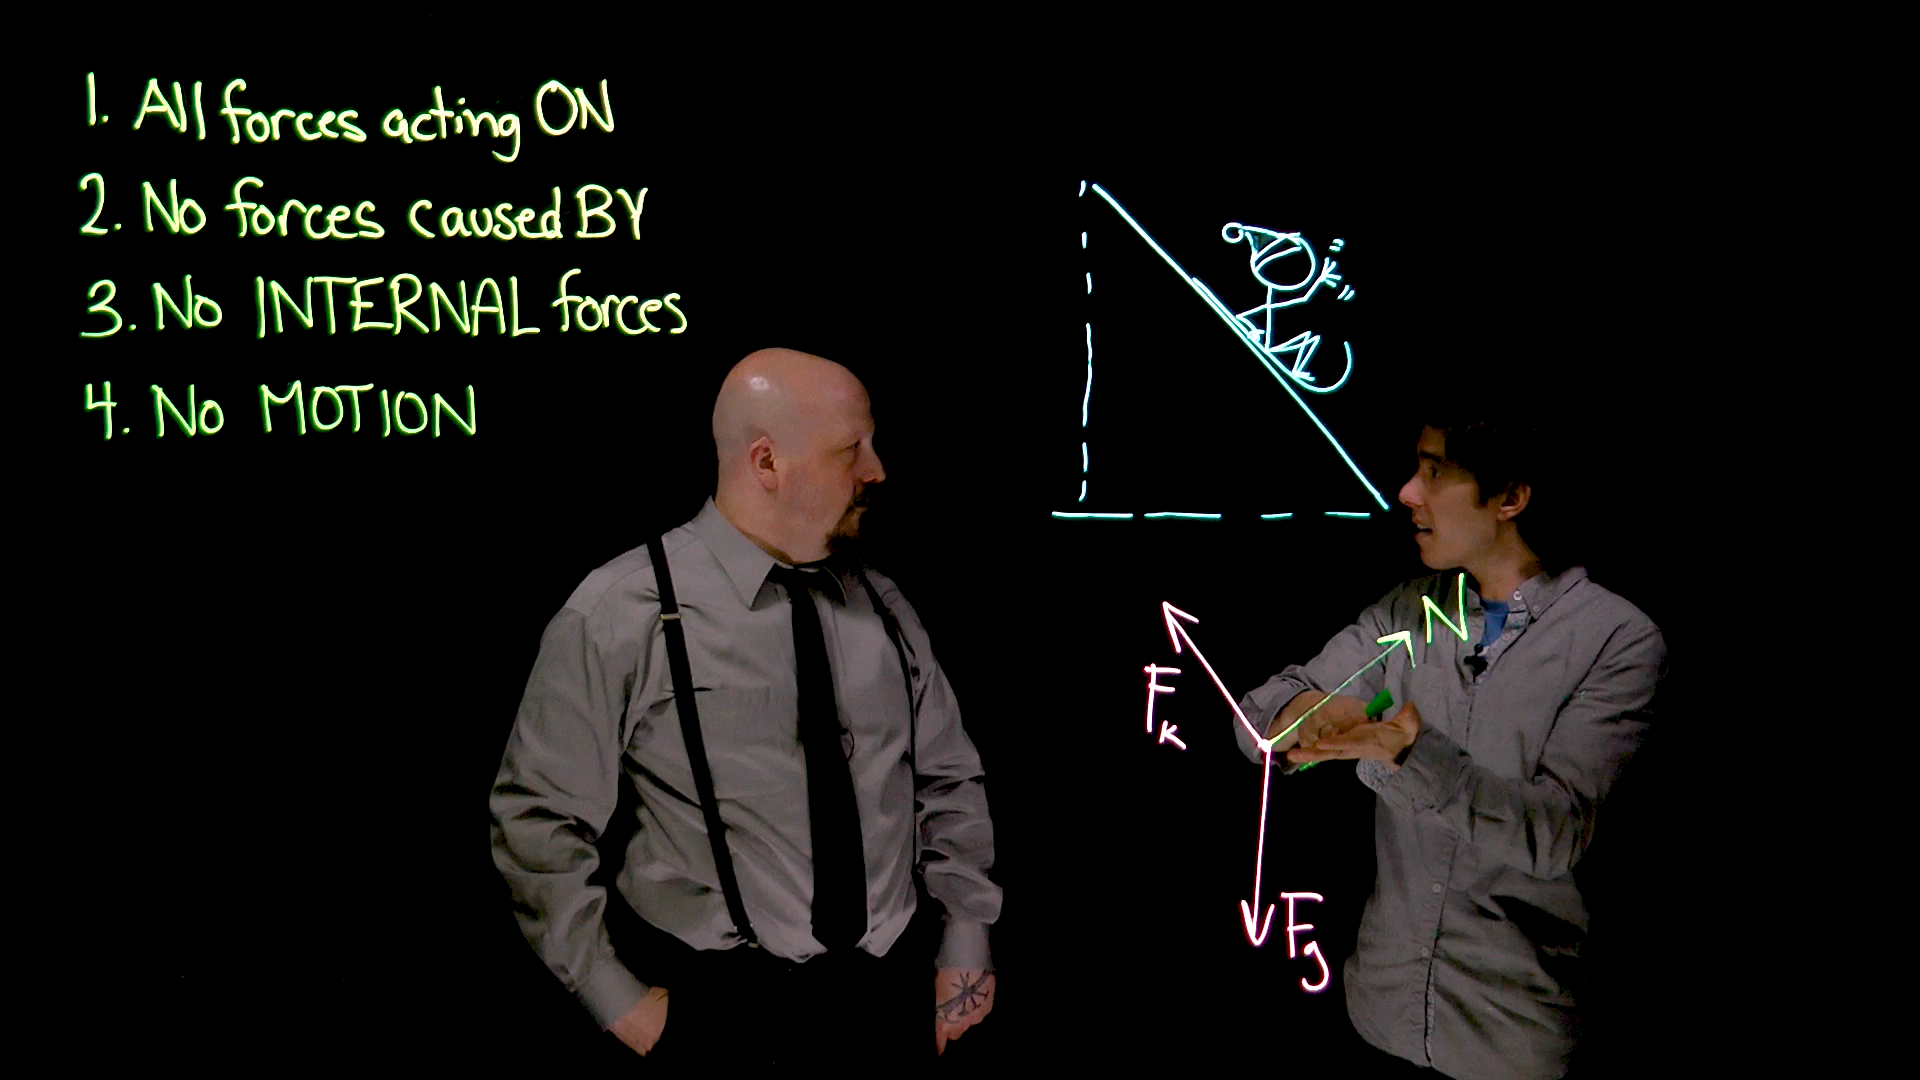 1. All forces acting ON
2. No forces caused BY
3. No INTERNAL forces
4. No MOTION
N
Fk
Fg